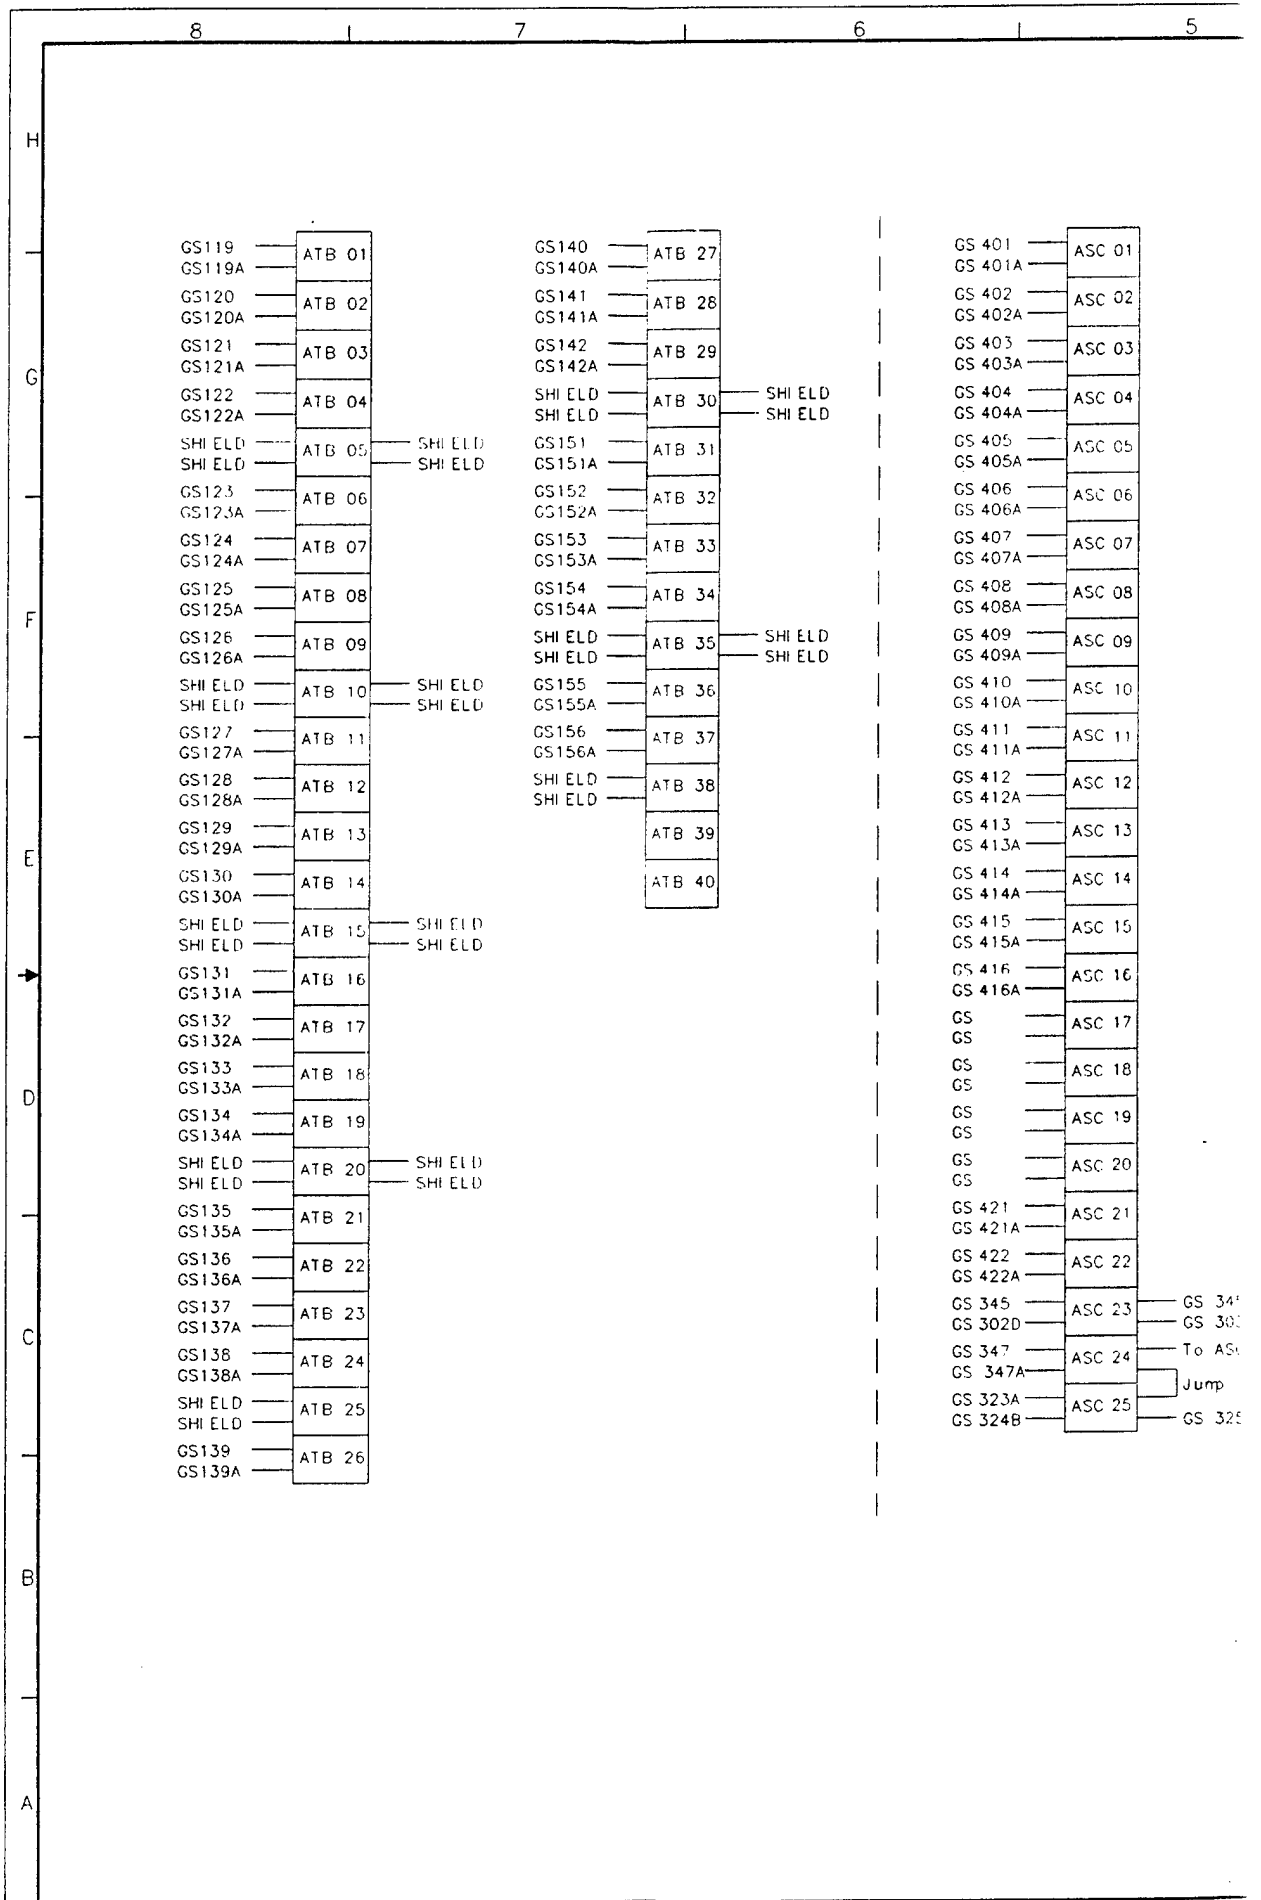 8 7 6 5
H
G
F
E
D
C
B
A
GS119
GS119A
ATB 01
GS120
GS120A
ATB 02
GS121
GS121A
ATB 03
GS122
GS122A
ATB 04
SHIELD ATB 05 SHIELD
SHIELD SHIELD
GS123
GS123A
ATB 06
GS124
GS124A
ATB 07
GS125
GS125A
ATB 08
GS126
GS126A
ATB 09
SHIELD ATB 10 SHIELD
SHIELD SHIELD
GS127
GS127A
ATB 11
GS128
GS128A
ATB 12
GS129
GS129A
ATB 13
GS130
GS130A
ATB 14
SHIELD ATB 15 SHIELD
SHIELD SHIELD
GS131
GS131A
ATB 16
GS132
GS132A
ATB 17
GS133
GS133A
ATB 18
GS134
GS134A
ATB 19
SHIELD ATB 20 SHIELD
SHIELD SHIELD
GS135
GS135A
ATB 21
GS136
GS136A
ATB 22
GS137
GS137A
ATB 23
GS138
GS138A
ATB 24
SHIELD
SHIELD
ATB 25
GS139
GS139A
ATB 26
GS140
GS140A
ATB 27
GS141
GS141A
ATB 28
GS142
GS142A
ATB 29
SHIELD ATB 30 SHIELD
SHIELD SHIELD
GS151
GS151A
ATB 31
GS152
GS152A
ATB 32
GS153
GS153A
ATB 33
GS154
GS154A
ATB 34
SHIELD ATB 35 SHIELD
SHIELD SHIELD
GS155
GS155A
ATB 36
GS156
GS156A
ATB 37
SHIELD
SHIELD
ATB 38
ATB 39
ATB 40
GS 401
GS 401A
ASC 01
GS 402
GS 402A
ASC 02
GS 403
GS 403A
ASC 03
GS 404
GS 404A
ASC 04
GS 405
GS 405A
ASC 05
GS 406
GS 406A
ASC 06
GS 407
GS 407A
ASC 07
GS 408
GS 408A
ASC 08
GS 409
GS 409A
ASC 09
GS 410
GS 410A
ASC 10
GS 411
GS 411A
ASC 11
GS 412
GS 412A
ASC 12
GS 413
GS 413A
ASC 13
GS 414
GS 414A
ASC 14
GS 415
GS 415A
ASC 15
GS 416
GS 416A
ASC 16
GS
GS
ASC 17
GS
GS
ASC 18
GS
GS
ASC 19
GS
GS
ASC 20
GS 421
GS 421A
ASC 21
GS 422
GS 422A
ASC 22
GS 345 ASC 23 GS
GS 302D GS
GS 347 ASC 24 To
GS 347A
Jump
GS 323A ASC 25
GS 324B GS